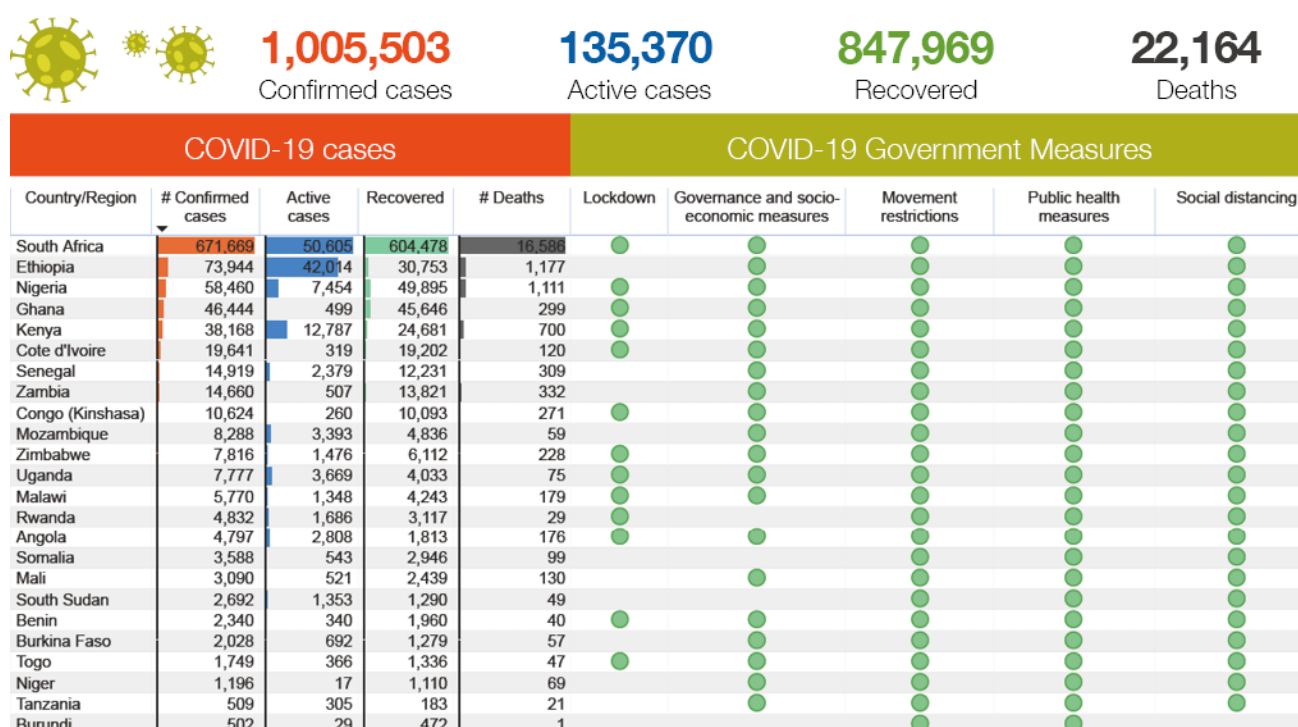 1,005,503 135,370 847,969 22,164
Confirmed cases Active cases Recovered Deaths
COVID-19 cases COVID-19 Government Measures
Country/Region # Confirmed cases Active cases Recovered # Deaths Lockdown Governance and socio-economic measures Movement restrictions Public health measures Social distancing
South Africa 671,669 50,605 604,478 16,586
Ethiopia 73,944 42,014 30,753 1,177
Nigeria 58,460 7,454 49,895 1,111
Ghana 46,444 499 45,646 299
Kenya 38,168 12,787 24,681 700
Cote d'Ivoire 19,641 319 19,202 120
Senegal 14,919 2,379 12,231 309
Zambia 14,660 507 13,821 332
Congo (Kinshasa) 10,624 260 10,093 271
Mozambique 8,288 3,393 4,836 59
Zimbabwe 7,816 1,476 6,112 228
Uganda 7,777 3,669 4,033 75
Malawi 5,770 1,348 4,243 179
Rwanda 4,832 1,686 3,117 29
Angola 4,797 2,808 1,813 176
Somalia 3,588 543 2,946 99
Mali 3,090 521 2,439 130
South Sudan 2,692 1,353 1,290 49
Benin 2,340 340 1,960 40
Burkina Faso 2,028 692 1,279 57
Togo 1,749 366 1,336 47
Niger 1,196 17 1,110 69
Tanzania 509 305 183 21
Burundi 502 29 472 1